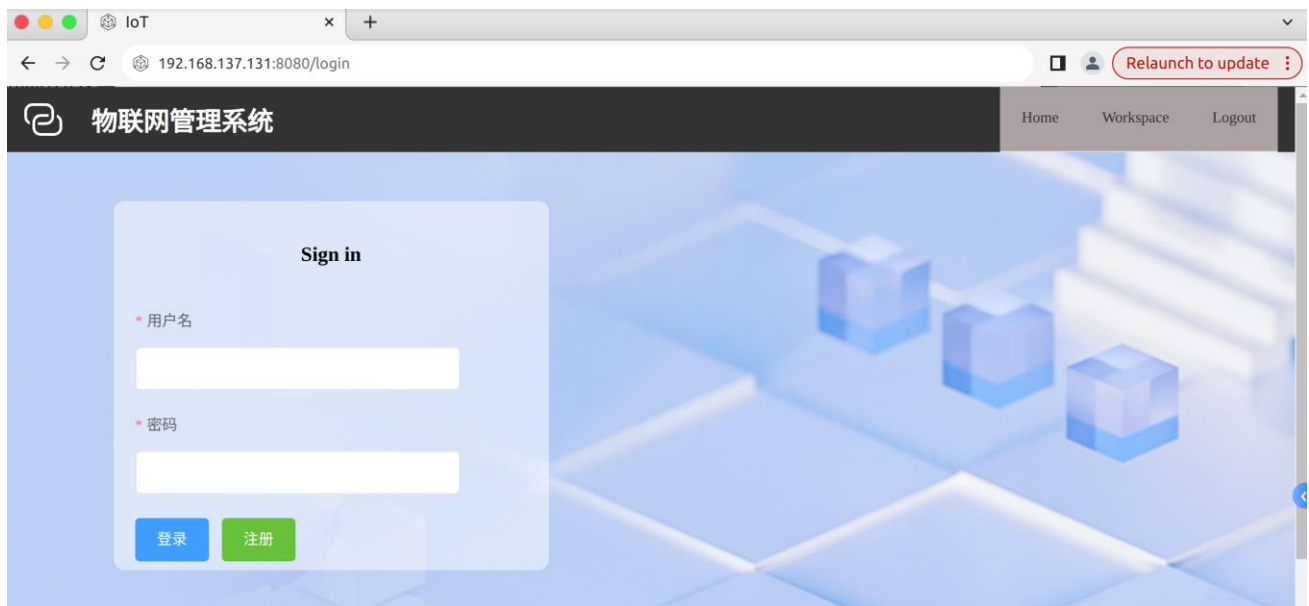 IoT
192.168.137.131:8080/login
Relaunch to update
物联网管理系统
Home Workspace Logout
Sign in
* 用户名
* 密码
登录 注册